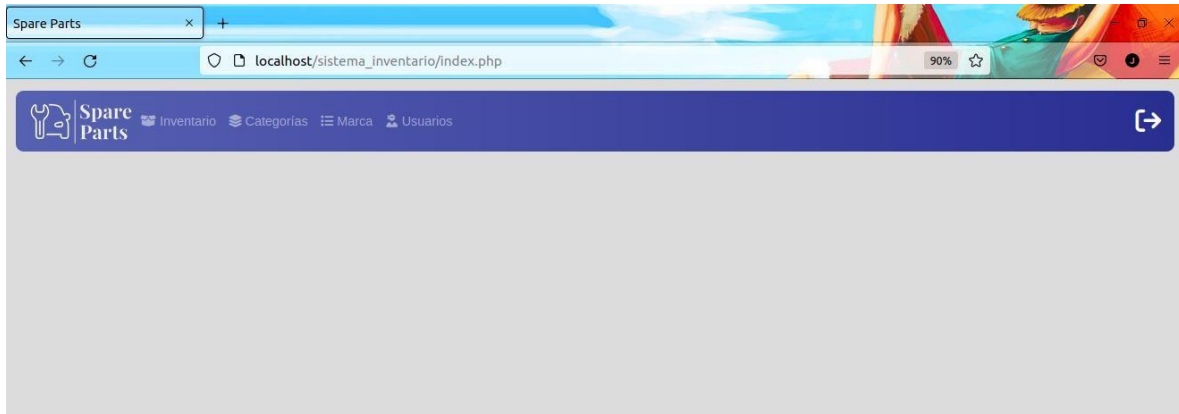 Spare Parts
localhost/sistema_inventario/index.php
90%
J
Spare
Parts
Inventario
Categorías
Marca
Usuarios